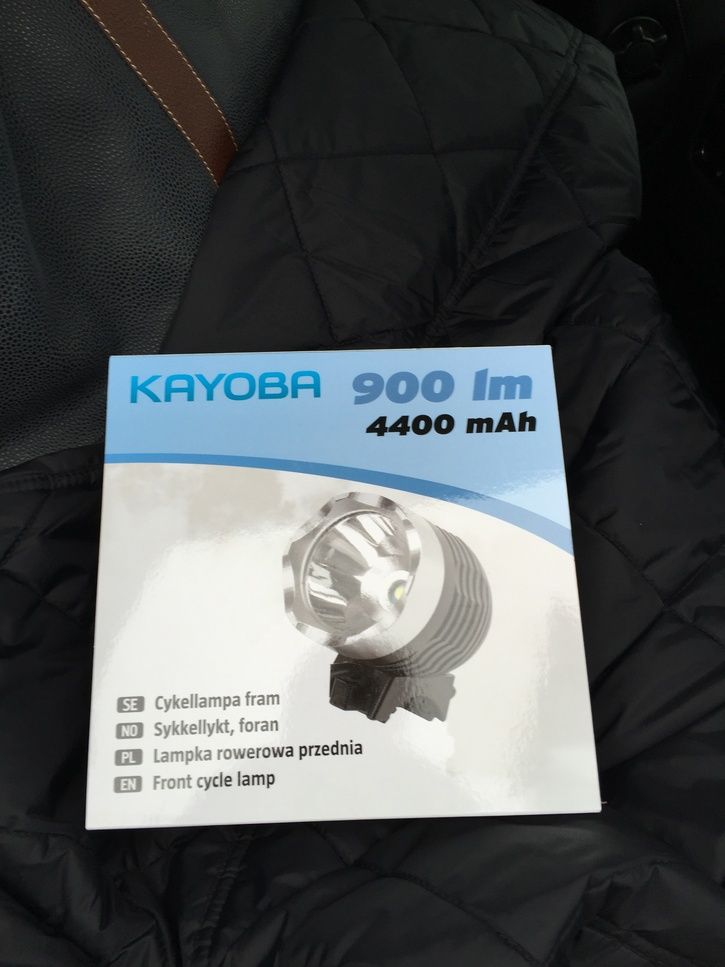 KAYOBA 900 lm
4400 mAh
SE Cykellampa fram
NO Sykkellykt, foran
PL Lampka rowerowa przednia
EN Front cycle lamp